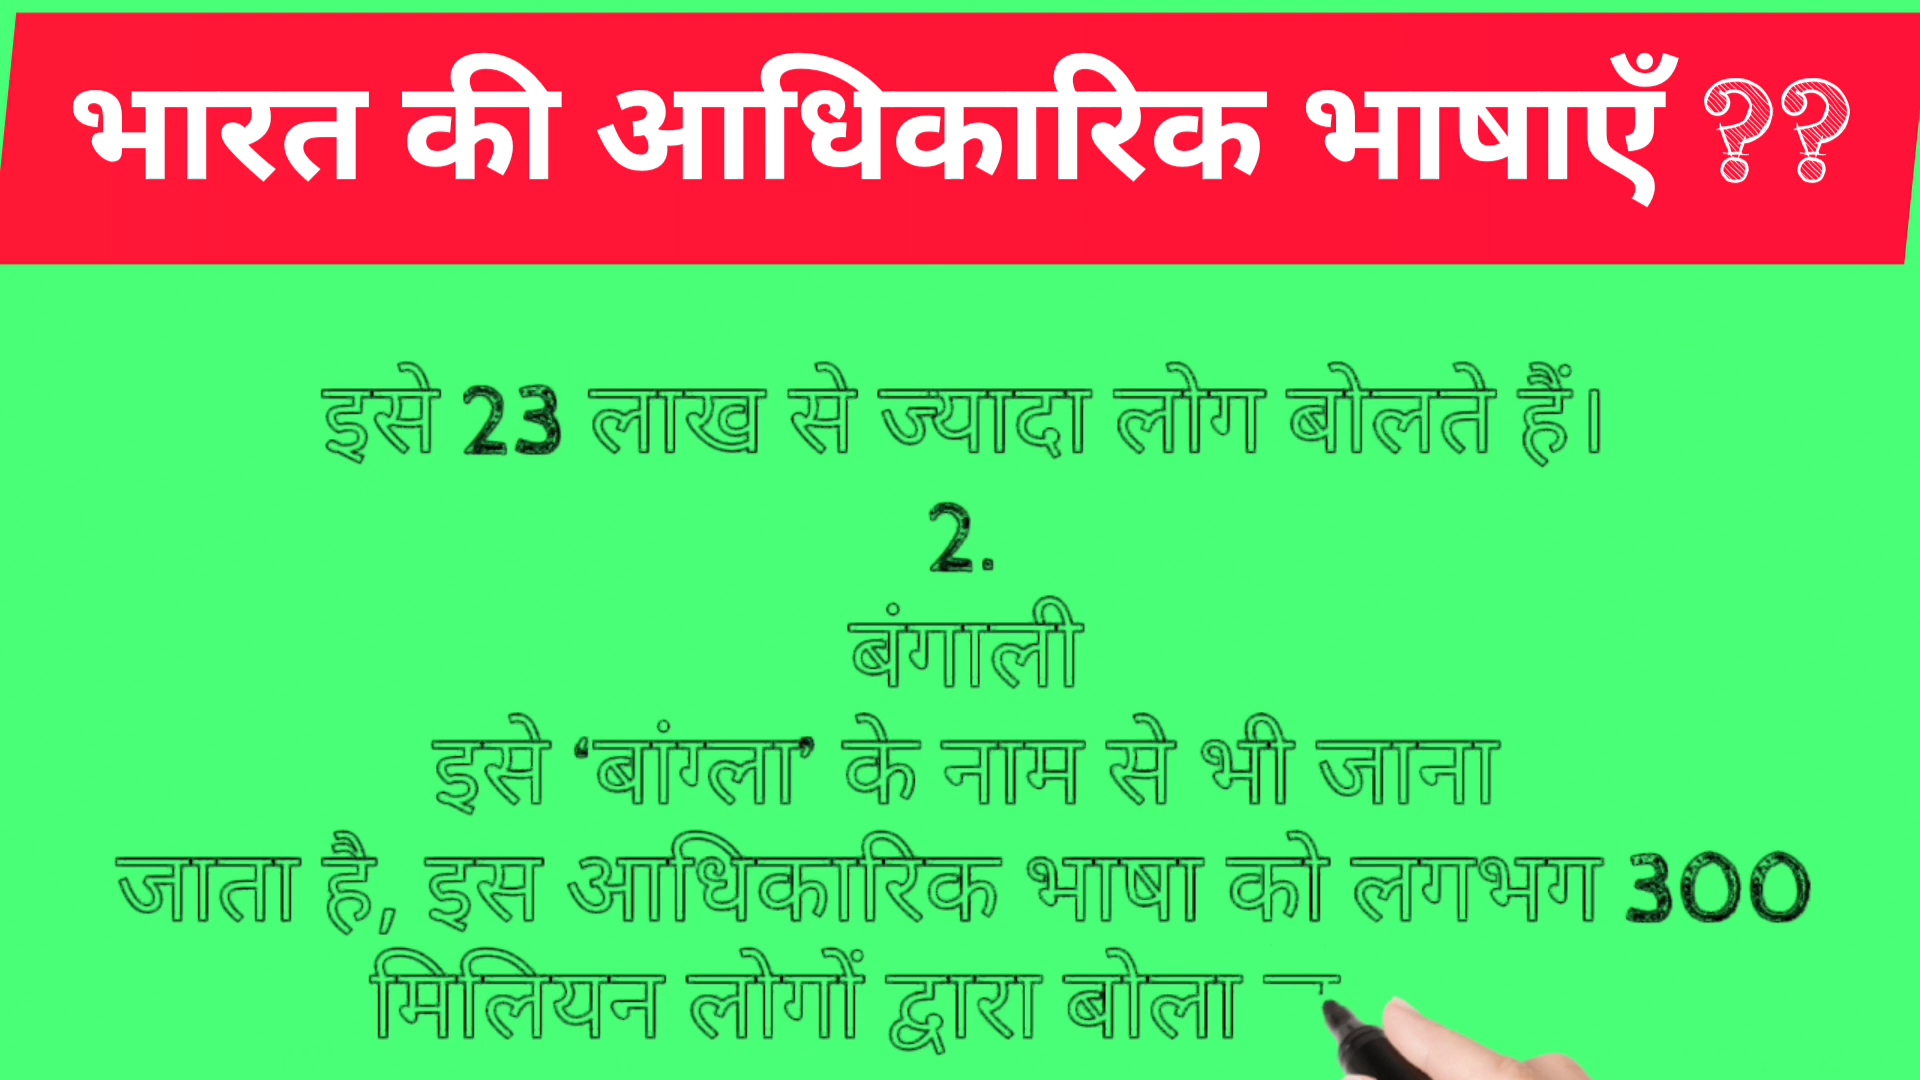 भारत की आधिकारिक भाषाएँ ??
इसे 23 लाख से ज्यादा लोग बोलते हैं।
2.
बंगाली
इसे ‘बांग्ला’ के नाम से भी जाना
जाता है, इस आधिकारिक भाषा को लगभग 300
मिलियन लोगों द्वारा बोला